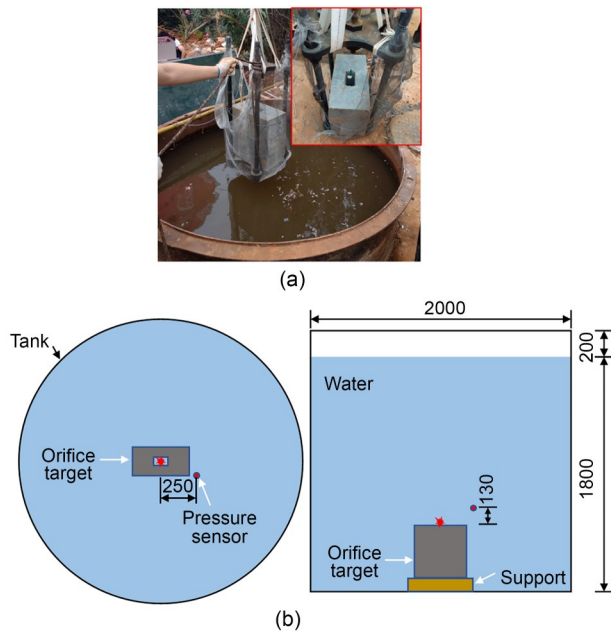 (a)
Tank
Orifice
target
250
Pressure
sensor
2000
200
Water
1800
130
Orifice
target
Support
(b)